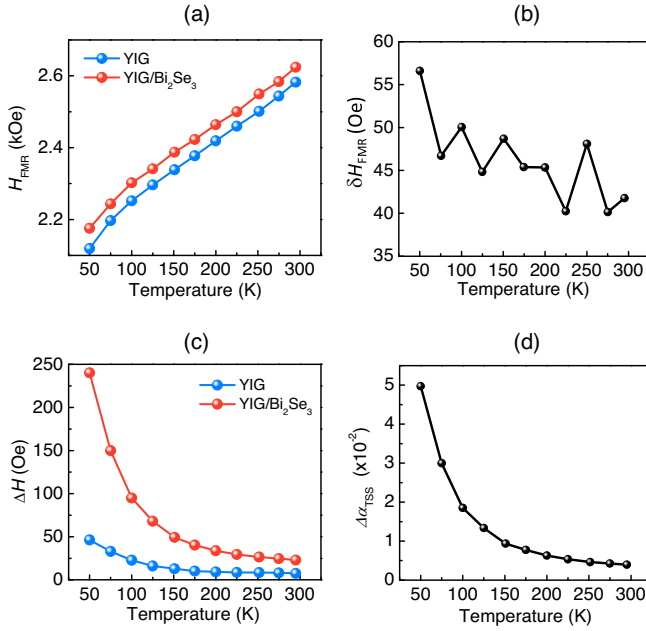 (a)
YIG
YIG/Bi₂Se₃
2.6
2.4
2.2
H_FMR (kOe)
50 100 150 200 250 300
Temperature (K)
(b)
60
55
50
45
40
35
δH_FMR (Oe)
50 100 150 200 250 300
Temperature (K)
(c)
YIG
YIG/Bi₂Se₃
250
200
150
100
50
0
ΔH (Oe)
50 100 150 200 250 300
Temperature (K)
(d)
5
4
3
2
1
0
Δα_TSS (x10⁻²)
50 100 150 200 250 300
Temperature (K)